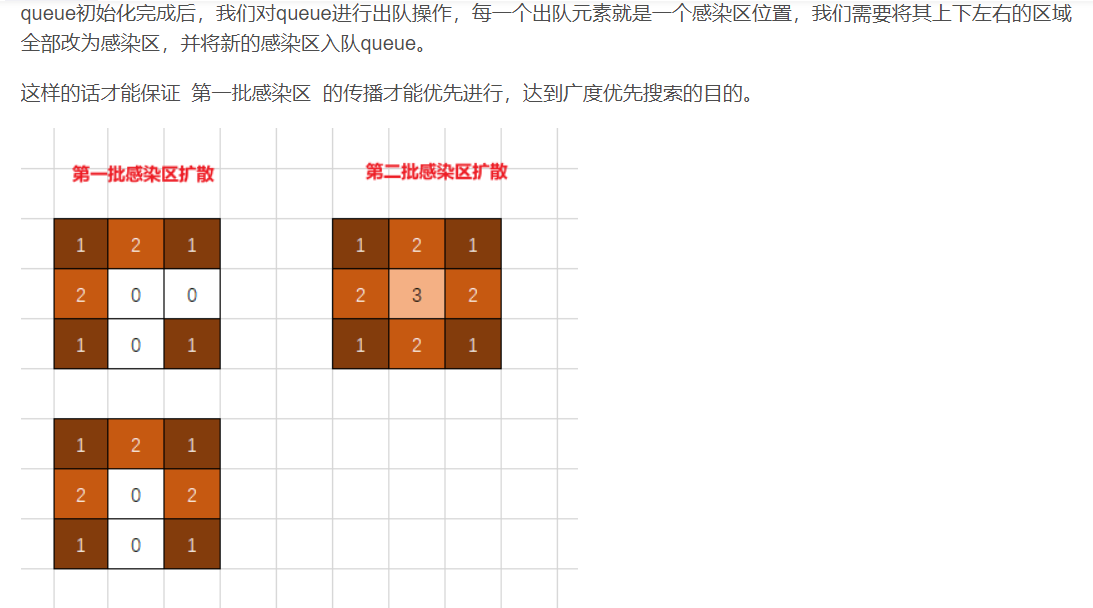 queue初始化完成后，我们对queue进行出队操作，每一个出队元素就是一个感染区位置，我们需要将其上下左右的区域
全部改为感染区，并将新的感染区入队queue。
这样的话才能保证 第一批感染区 的传播才能优先进行，达到广度优先搜索的目的。
第一批感染区扩散
第二批感染区扩散
1 2 1
1 2 1
2 0 0
2 3 2
1 0 1
1 2 1
1 2 1
2 0 2
1 0 1